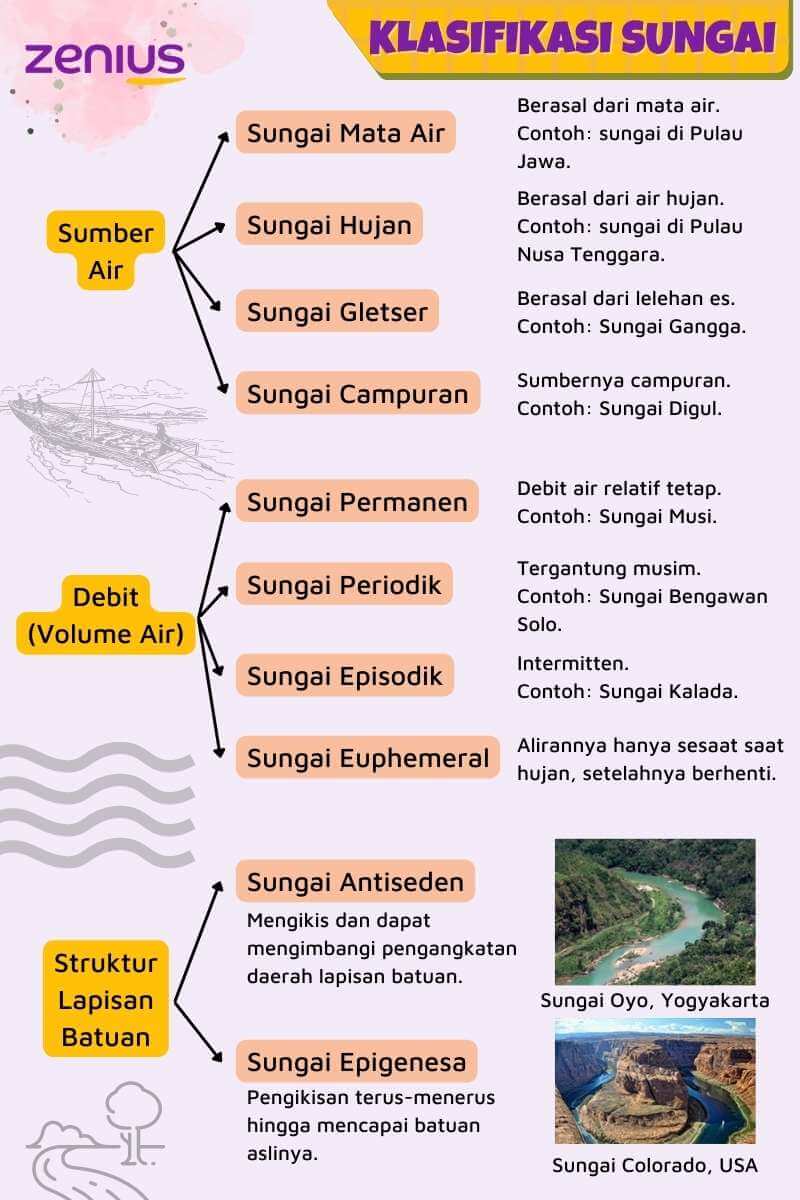 zenius
KLASIFIKASI SUNGAI
Sumber
Air
Sungai Mata Air
Berasal dari mata air.
Contoh: sungai di Pulau
Jawa.
Sungai Hujan
Berasal dari air hujan.
Contoh: sungai di Pulau
Nusa Tenggara.
Sungai Gletser
Berasal dari lelehan es.
Contoh: Sungai Gangga.
Sungai Campuran
Sumbernya campuran.
Contoh: Sungai Digul.
Debit
(Volume Air)
Sungai Permanen
Debit air relatif tetap.
Contoh: Sungai Musi.
Sungai Periodik
Tergantung musim.
Contoh: Sungai Bengawan
Solo.
Sungai Episodik
Intermitten.
Contoh: Sungai Kalada.
Sungai Euphemeral
Alirannya hanya sesaat saat
hujan, setelahnya berhenti.
Struktur
Lapisan
Batuan
Sungai Antiseden
Mengikis dan dapat
mengimbangi pengangkatan
daerah lapisan batuan.
Sungai Oyo, Yogyakarta
Sungai Epigenesa
Pengikisan terus-menerus
hingga mencapai batuan
aslinya.
Sungai Colorado, USA